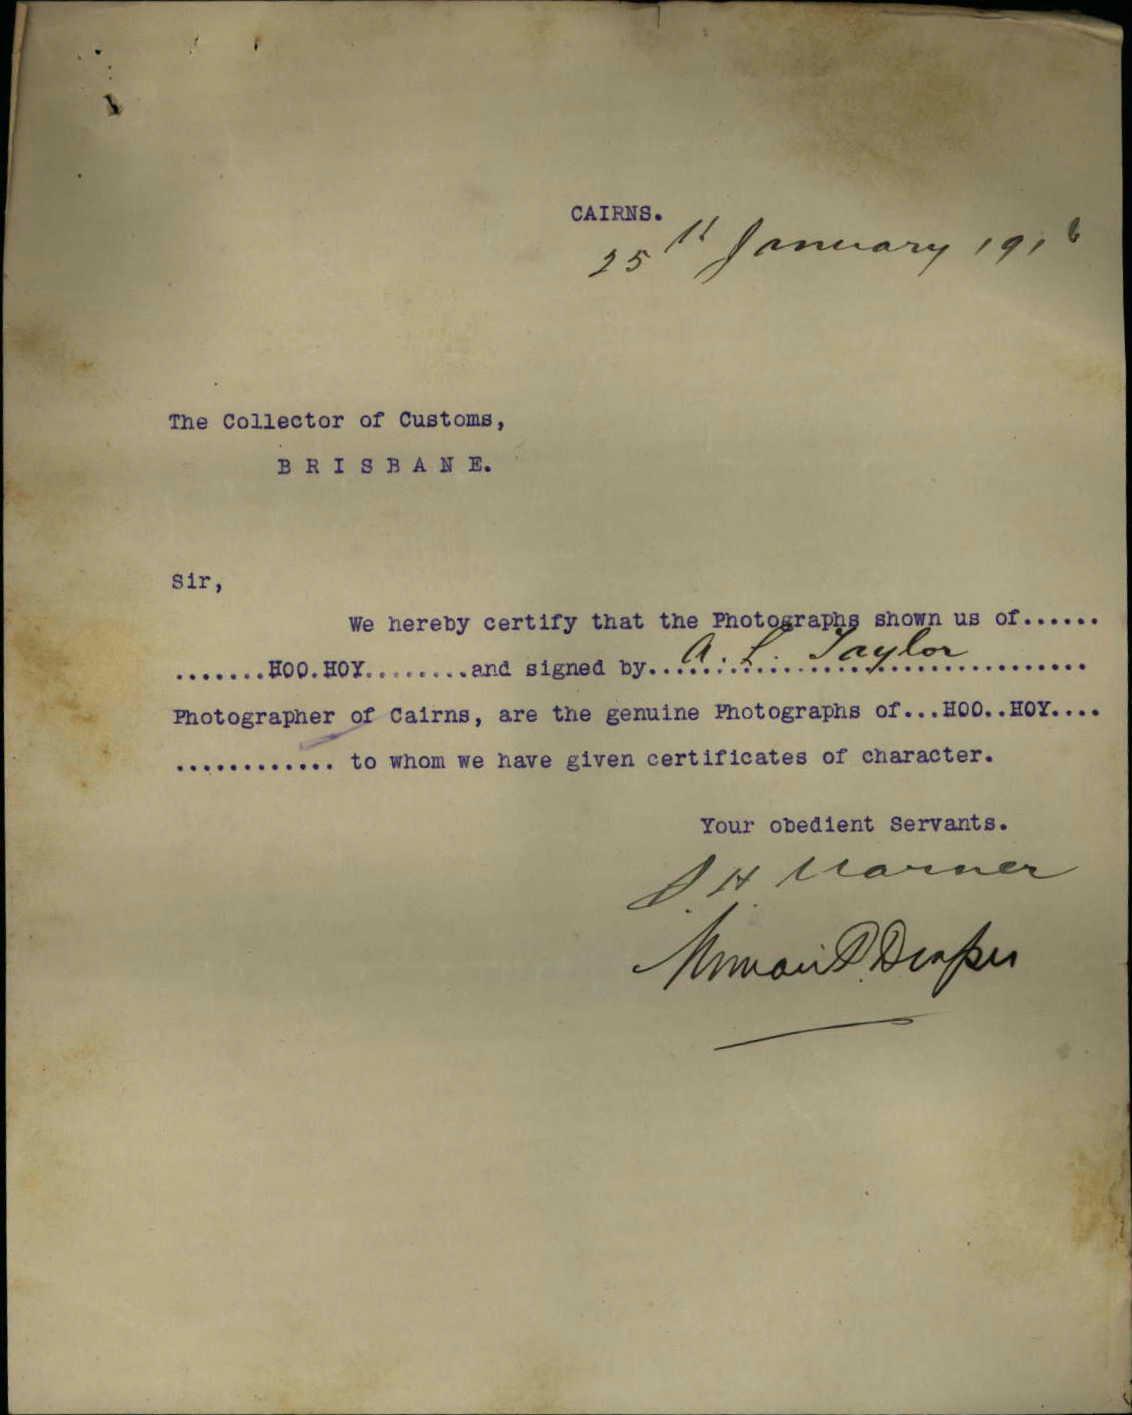 CAIRNS.
25th January 1916
The Collector of Customs,
B R I S B A N E.
Sir,
We hereby certify that the Photographs shown us of......
.......HOO.HOY........and signed by..A. L. Taylor..............................
Photographer of Cairns, are the genuine Photographs of...HOO..HOY....
............ to whom we have given certificates of character.
Your obedient Servants.
H Warner
Draper